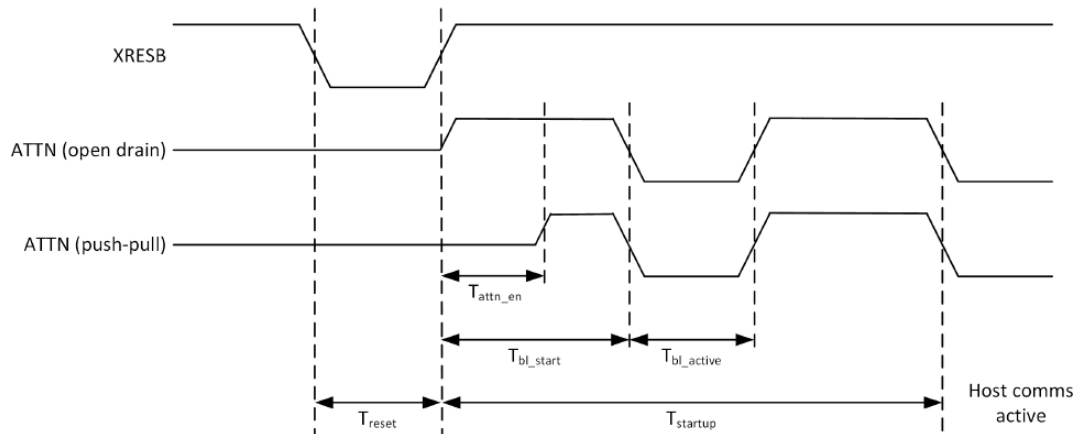 XRESB
ATTN (open drain)
ATTN (push-pull)
Tattn_en
Tbl_start
Tbl_active
Treset
Tstartup
Host comms
active